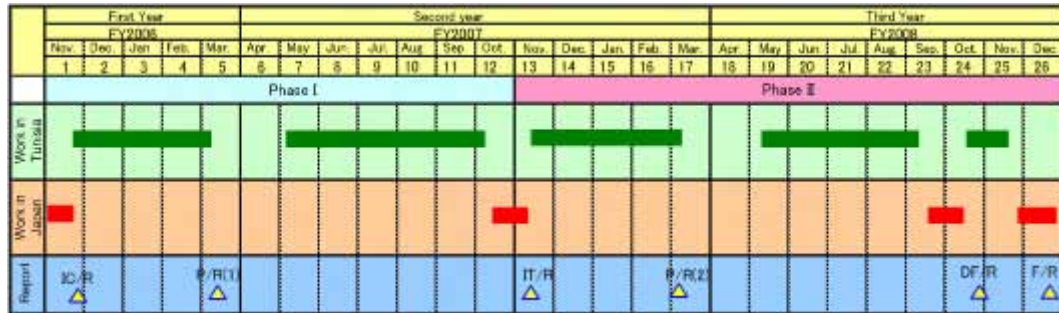 First Year Second year Third Year
FY2006 FY2007 FY2008
Nov. Dec. Jan Feb. Mar. Apr. May Jun. Jul. Aug. Sep. Oct. Nov. Dec. Jan. Feb. Mar. Apr. May Jun. Jul. Aug. Sep. Oct. Nov. Dec.
1 2 3 4 5 6 7 8 9 10 11 12 13 14 15 16 17 18 19 20 21 22 23 24 25 26
Phase I Phase II
Work in
Tunisia
Work in
Japan
Report
IC/R P/R(1) IT/R P/R(2) DF/R F/R